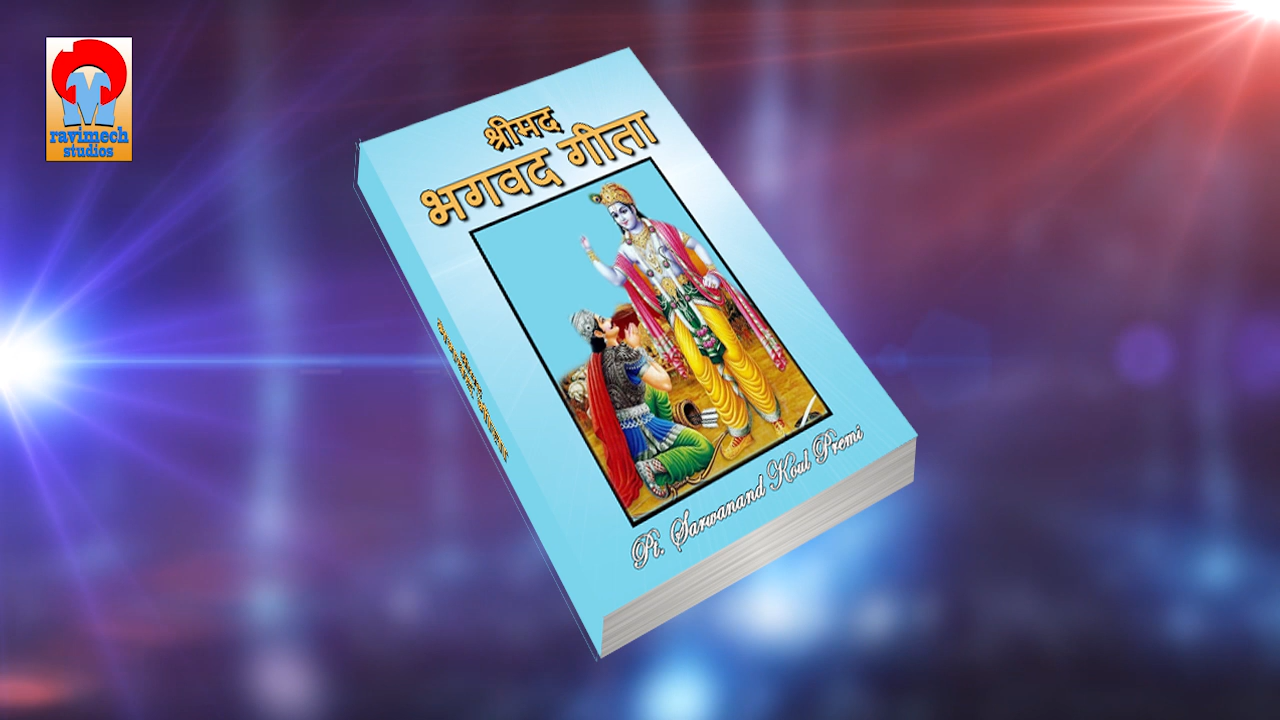 ravimech
studios
श्रीमद
भगवद गीता
Pt. Sarwanand Koul Premi